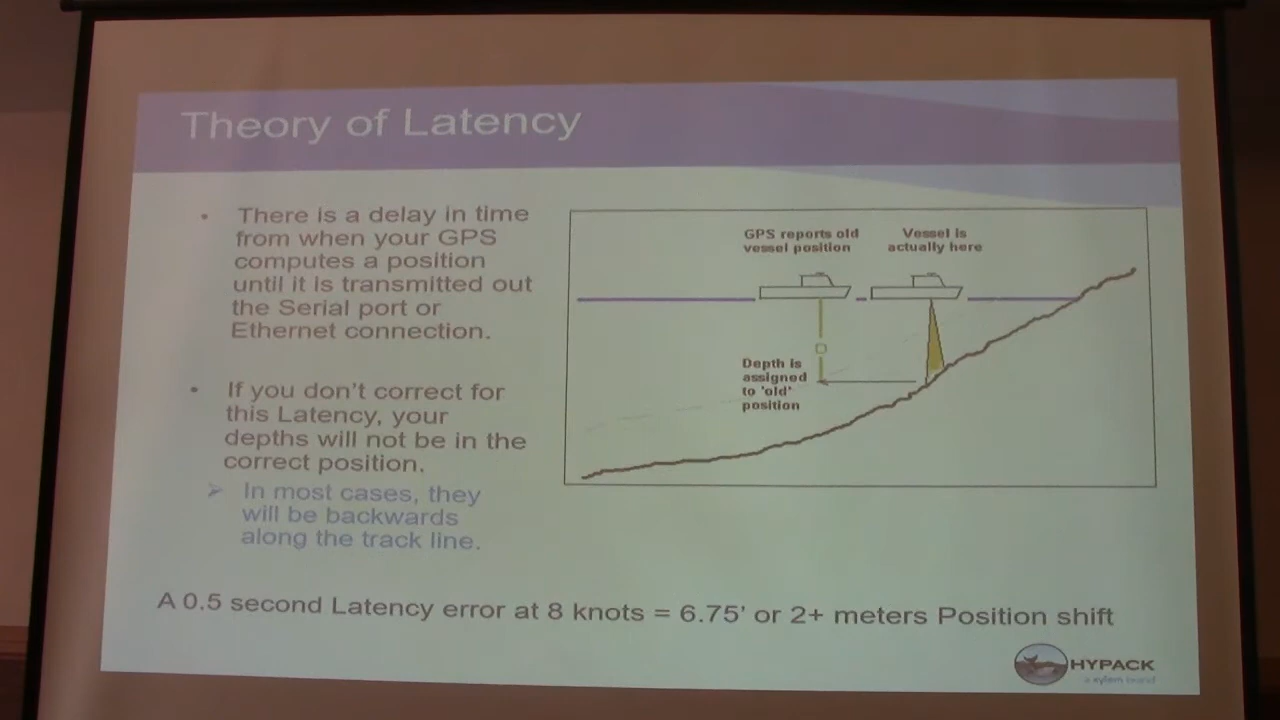 Theory of Latency
• There is a delay in time
from when your GPS
computes a position
until it is transmitted out
the Serial port or
Ethernet connection.
• If you don't correct for
this Latency, your
depths will not be in the
correct position.
➢ In most cases, they
will be backwards
along the track line.
GPS reports old
vessel position
Vessel is
actually here
Depth is
assigned
to 'old'
position
A 0.5 second Latency error at 8 knots = 6.75' or 2+ meters Position shift
HYPACK
a xylem brand